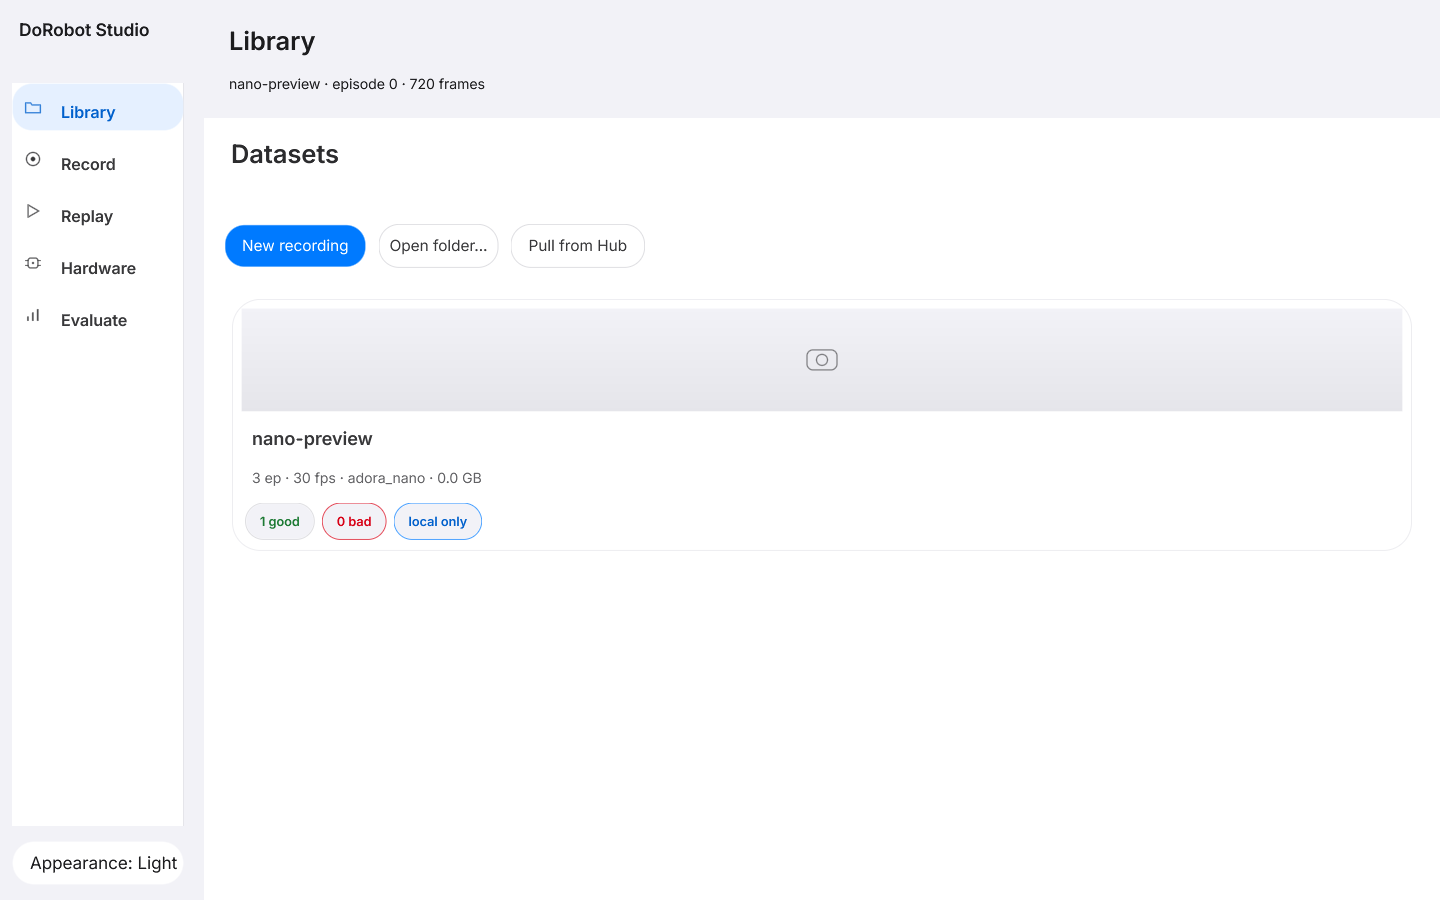 DoRobot Studio
Library
Record
Replay
Hardware
Evaluate
Appearance: Light
Library
nano-preview · episode 0 · 720 frames
Datasets
New recording
Open folder...
Pull from Hub
nano-preview
3 ep · 30 fps · adora_nano · 0.0 GB
1 good
0 bad
local only